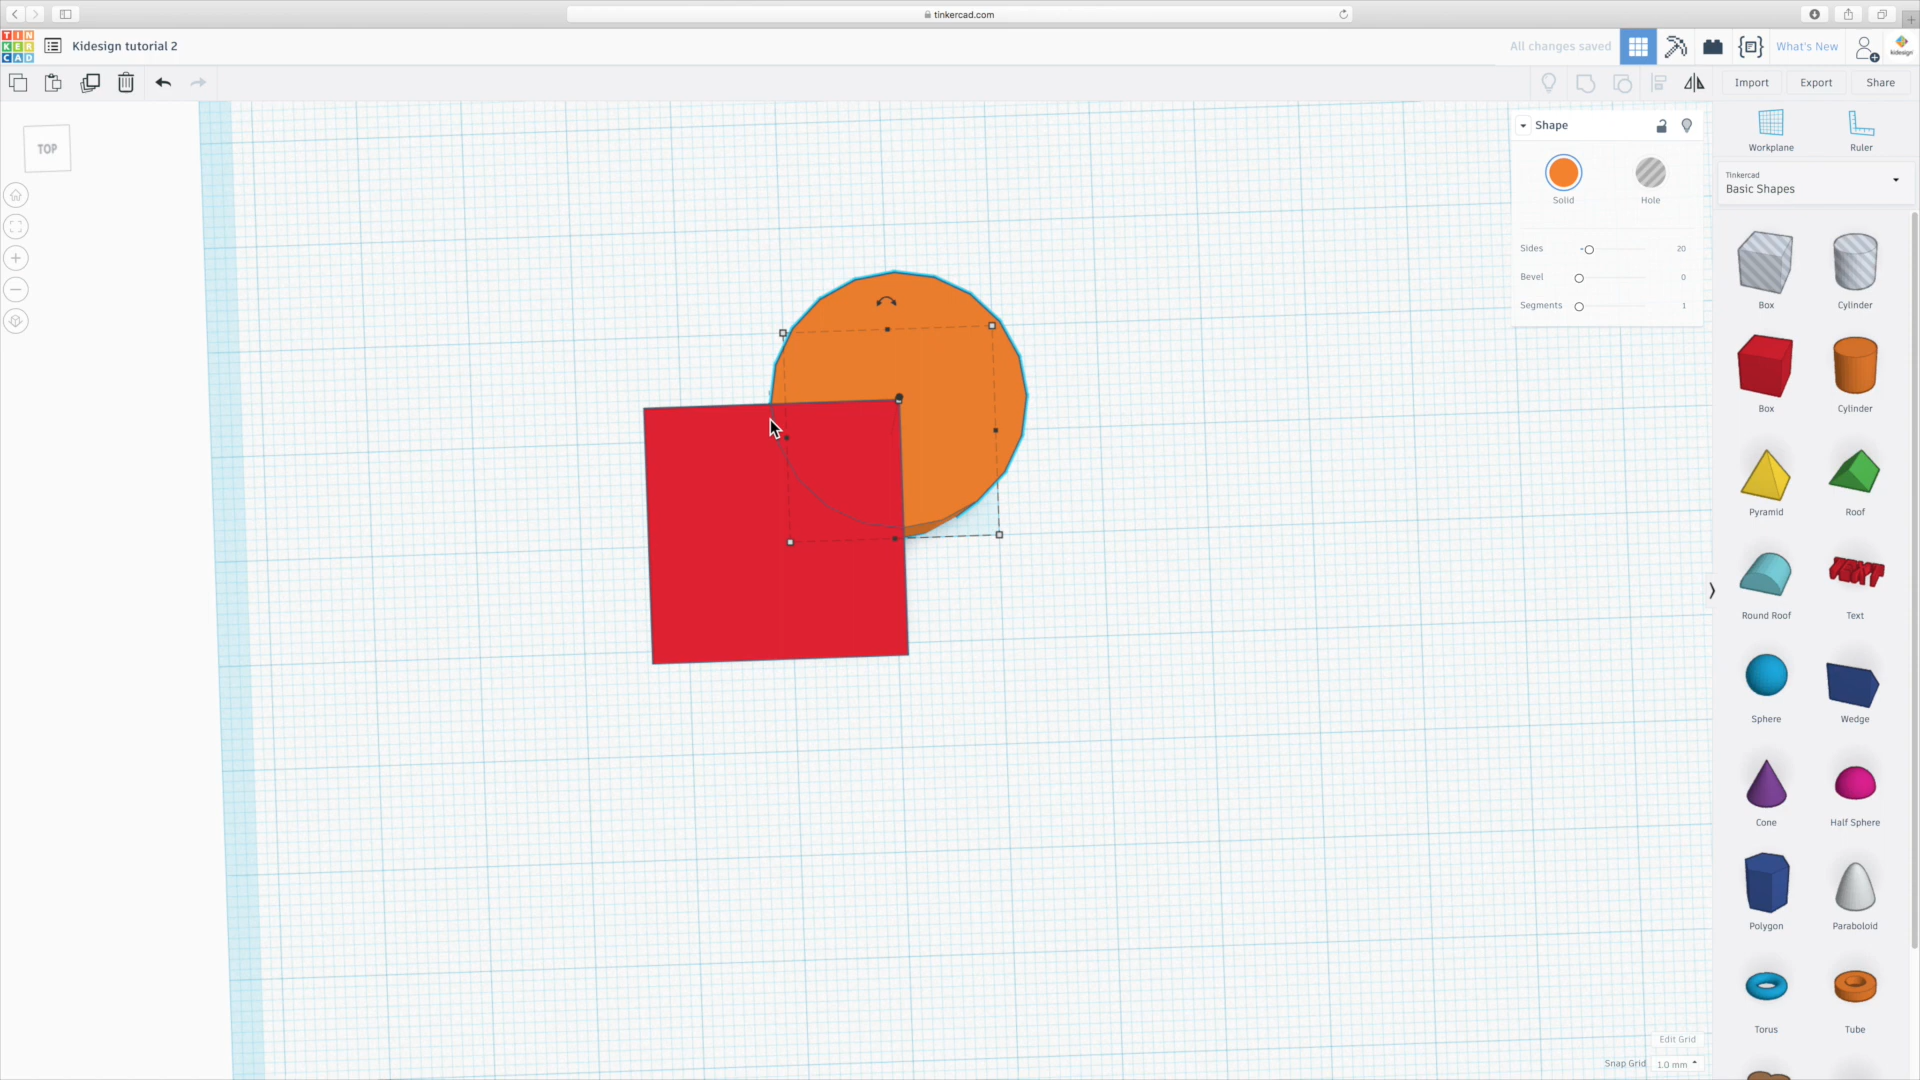 tinkercad.com
TIN
KER
CAD
Kidesign tutorial 2
All changes saved
What's New
kidesign
Import
Export
Share
TOP
Shape
Solid
Hole
Sides
20
Bevel
0
Segments
1
Workplane
Ruler
Tinkercad
Basic Shapes
Box
Cylinder
Box
Cylinder
Pyramid
Roof
TEXT
Round Roof
Text
Sphere
Wedge
Cone
Half Sphere
Polygon
Paraboloid
Torus
Tube
Edit Grid
Snap Grid
1.0 mm